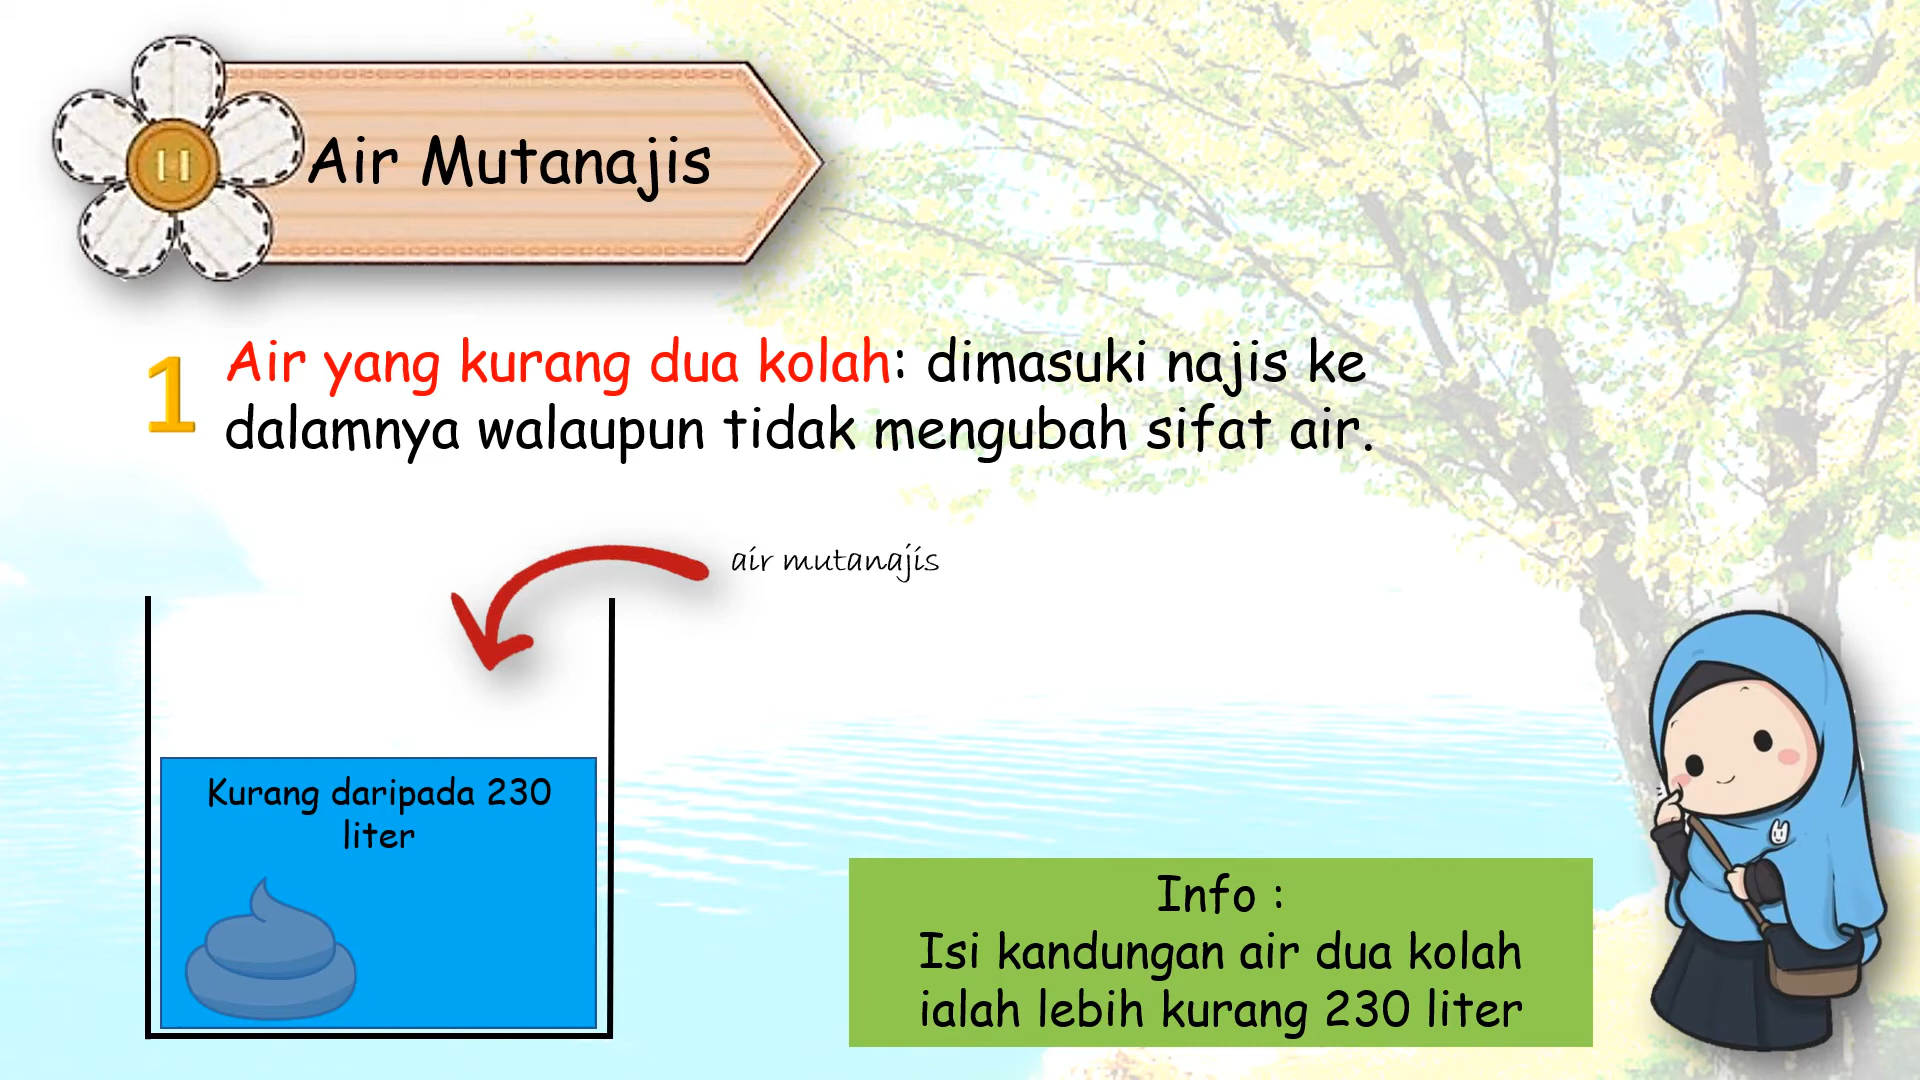 Air Mutanajis
1
Air yang kurang dua kolah: dimasuki najis ke
dalamnya walaupun tidak mengubah sifat air.
air mutanajis
Kurang daripada 230
liter
Info :
Isi kandungan air dua kolah
ialah lebih kurang 230 liter